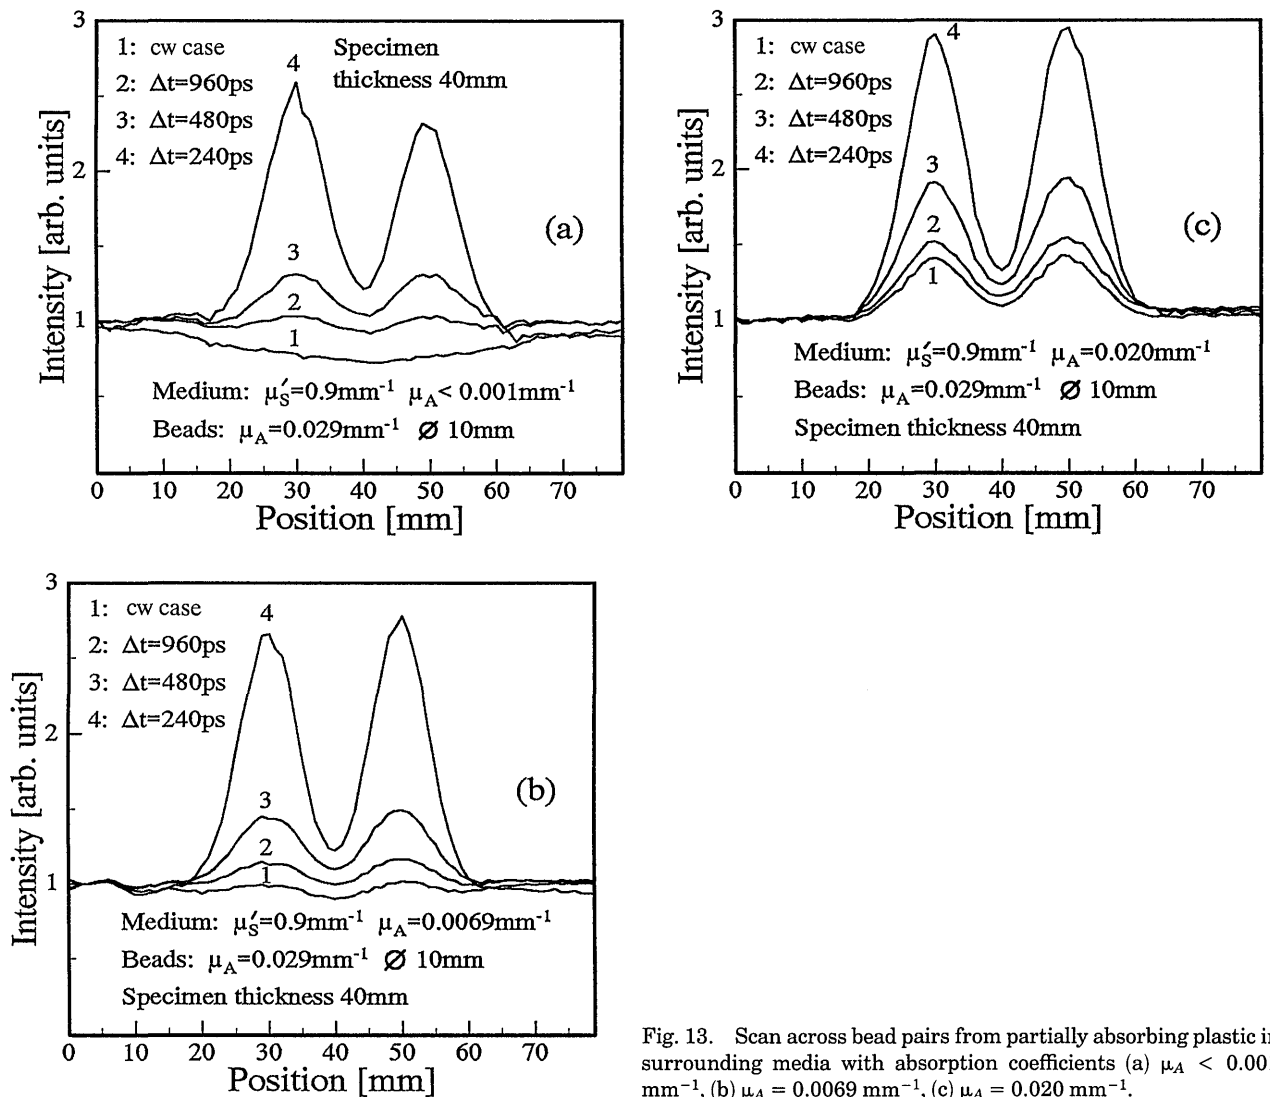 3
1: cw case
2: Δt=960ps
3: Δt=480ps
4: Δt=240ps
Specimen
thickness 40mm
4
2
(a)
3
2
1
1
Intensity [arb. units]
Medium: μ′S=0.9mm⁻¹ μA< 0.001mm⁻¹
Beads: μA=0.029mm⁻¹ Ø 10mm
0 10 20 30 40 50 60 70
Position [mm]
3
1: cw case
2: Δt=960ps
3: Δt=480ps
4: Δt=240ps
4
2
3
(c)
2
1
1
Intensity [arb. units]
Medium: μ′S=0.9mm⁻¹ μA=0.020mm⁻¹
Beads: μA=0.029mm⁻¹ Ø 10mm
Specimen thickness 40mm
0 10 20 30 40 50 60 70
Position [mm]
3
1: cw case
2: Δt=960ps
3: Δt=480ps
4: Δt=240ps
4
2
(b)
3
2
1
1
Intensity [arb. units]
Medium: μ′S=0.9mm⁻¹ μA=0.0069mm⁻¹
Beads: μA=0.029mm⁻¹ Ø 10mm
Specimen thickness 40mm
0 10 20 30 40 50 60 70
Position [mm]
Fig. 13. Scan across bead pairs from partially absorbing plastic in
surrounding media with absorption coefficients (a) μA < 0.00
mm⁻¹, (b) μA = 0.0069 mm⁻¹, (c) μA = 0.020 mm⁻¹.